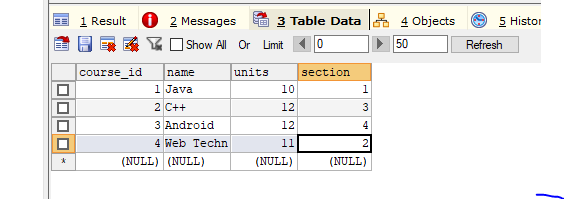 1 Result 2 Messages 3 Table Data 4 Objects 5 Histor
Show All Or Limit 0 50 Refresh
course_id name units section
1 Java 10 1
2 C++ 12 3
3 Android 12 4
4 Web Techn 11 2
* (NULL) (NULL) (NULL) (NULL)